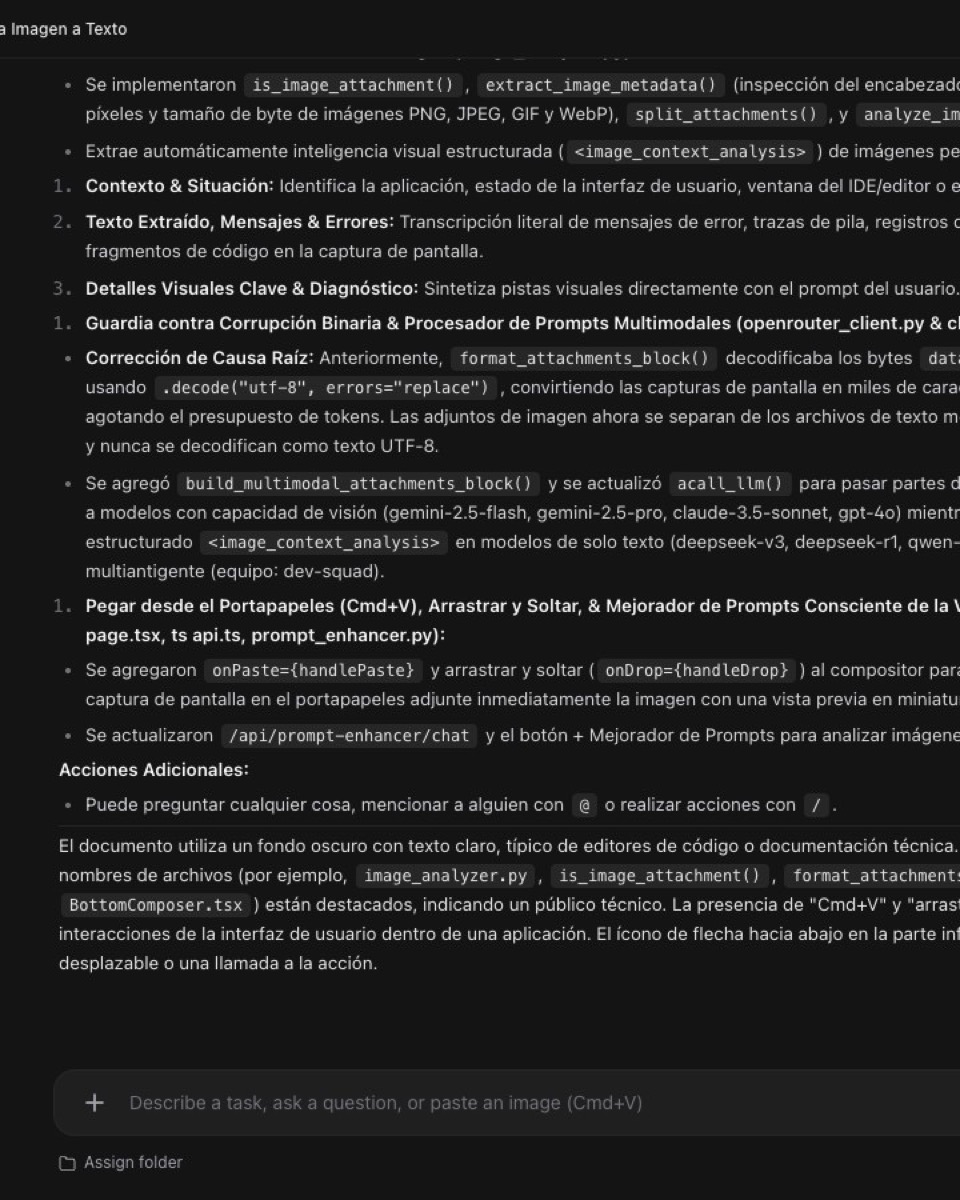 a Imagen a Texto
• Se implementaron is_image_attachment() , extract_image_metadata() (inspección del encabezado
píxeles y tamaño de byte de imágenes PNG, JPEG, GIF y WebP), split_attachments() , y analyze_im
• Extrae automáticamente inteligencia visual estructurada ( <image_context_analysis> ) de imágenes pe
1. Contexto & Situación: Identifica la aplicación, estado de la interfaz de usuario, ventana del IDE/editor o e
2. Texto Extraído, Mensajes & Errores: Transcripción literal de mensajes de error, trazas de pila, registros
fragmentos de código en la captura de pantalla.
3. Detalles Visuales Clave & Diagnóstico: Sintetiza pistas visuales directamente con el prompt del usuario.
1. Guardia contra Corrupción Binaria & Procesador de Prompts Multimodales (openrouter_client.py & cl
• Corrección de Causa Raíz: Anteriormente, format_attachments_block() decodificaba los bytes data
usando .decode("utf-8", errors="replace") , convirtiendo las capturas de pantalla en miles de cara
agotando el presupuesto de tokens. Las adjuntos de imagen ahora se separan de los archivos de texto m
y nunca se decodifican como texto UTF-8.
• Se agregó build_multimodal_attachments_block() y se actualizó acall_llm() para pasar partes d
a modelos con capacidad de visión (gemini-2.5-flash, gemini-2.5-pro, claude-3.5-sonnet, gpt-4o) mientr
estructurado <image_context_analysis> en modelos de solo texto (deepseek-v3, deepseek-r1, qwen-
multiantigente (equipo: dev-squad).
1. Pegar desde el Portapapeles (Cmd+V), Arrastrar y Soltar, & Mejorador de Prompts Consciente de la V
page.tsx, ts api.ts, prompt_enhancer.py):
• Se agregaron onPaste={handlePaste} y arrastrar y soltar ( onDrop={handleDrop} ) al compositor para
captura de pantalla en el portapapeles adjunte inmediatamente la imagen con una vista previa en miniatu
• Se actualizaron /api/prompt-enhancer/chat y el botón + Mejorador de Prompts para analizar imágene
Acciones Adicionales:
• Puede preguntar cualquier cosa, mencionar a alguien con @ o realizar acciones con / .
El documento utiliza un fondo oscuro con texto claro, típico de editores de código o documentación técnica.
nombres de archivos (por ejemplo, image_analyzer.py , is_image_attachment() , format_attachments
BottomComposer.tsx ) están destacados, indicando un público técnico. La presencia de "Cmd+V" y "arrast
interacciones de la interfaz de usuario dentro de una aplicación. El ícono de flecha hacia abajo en la parte inf
desplazable o una llamada a la acción.
+ Describe a task, ask a question, or paste an image (Cmd+V)
Assign folder